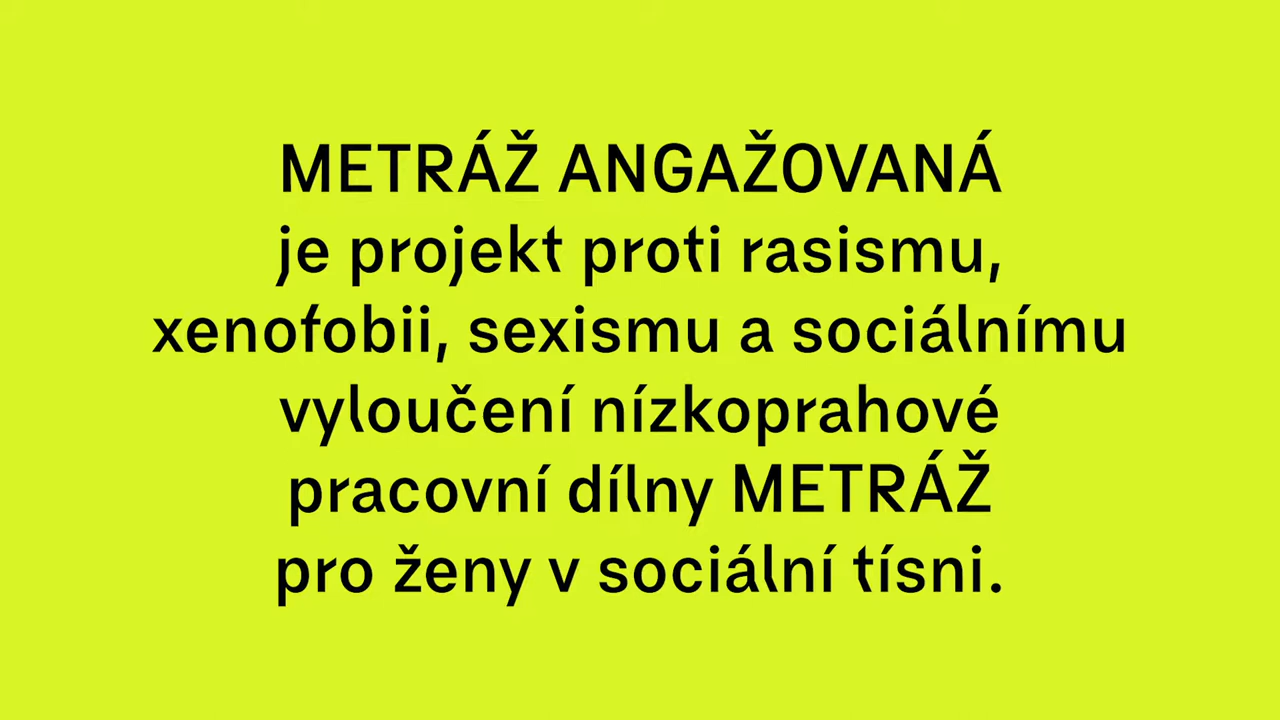 METRÁŽ ANGAŽOVANÁ
je projekt proti rasismu,
xenofobii, sexismu a sociálnímu
vyloučení nízkoprahové
pracovní dílny METRÁŽ
pro ženy v sociální tísni.